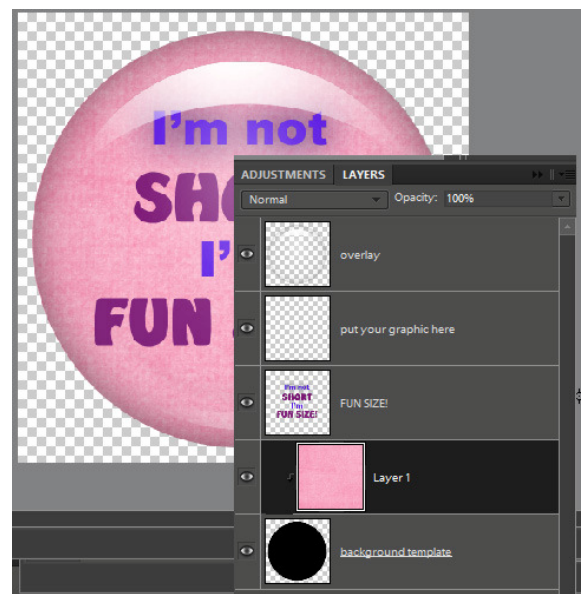 I'm not
SH
I'
FUN
ADJUSTMENTS LAYERS
Normal Opacity: 100%
overlay
put your graphic here
I'm not
SHORT
I'm
FUN SIZE!
FUN SIZE!
Layer 1
background template